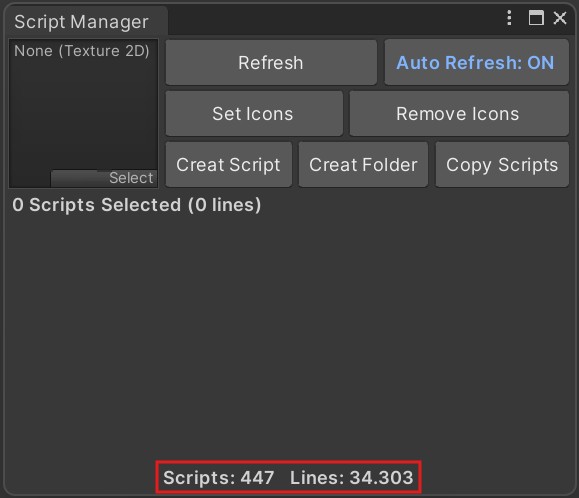 Script Manager
None (Texture 2D)
Select
Refresh
Auto Refresh: ON
Set Icons
Remove Icons
Creat Script
Creat Folder
Copy Scripts
0 Scripts Selected (0 lines)
Scripts: 447 Lines: 34.303